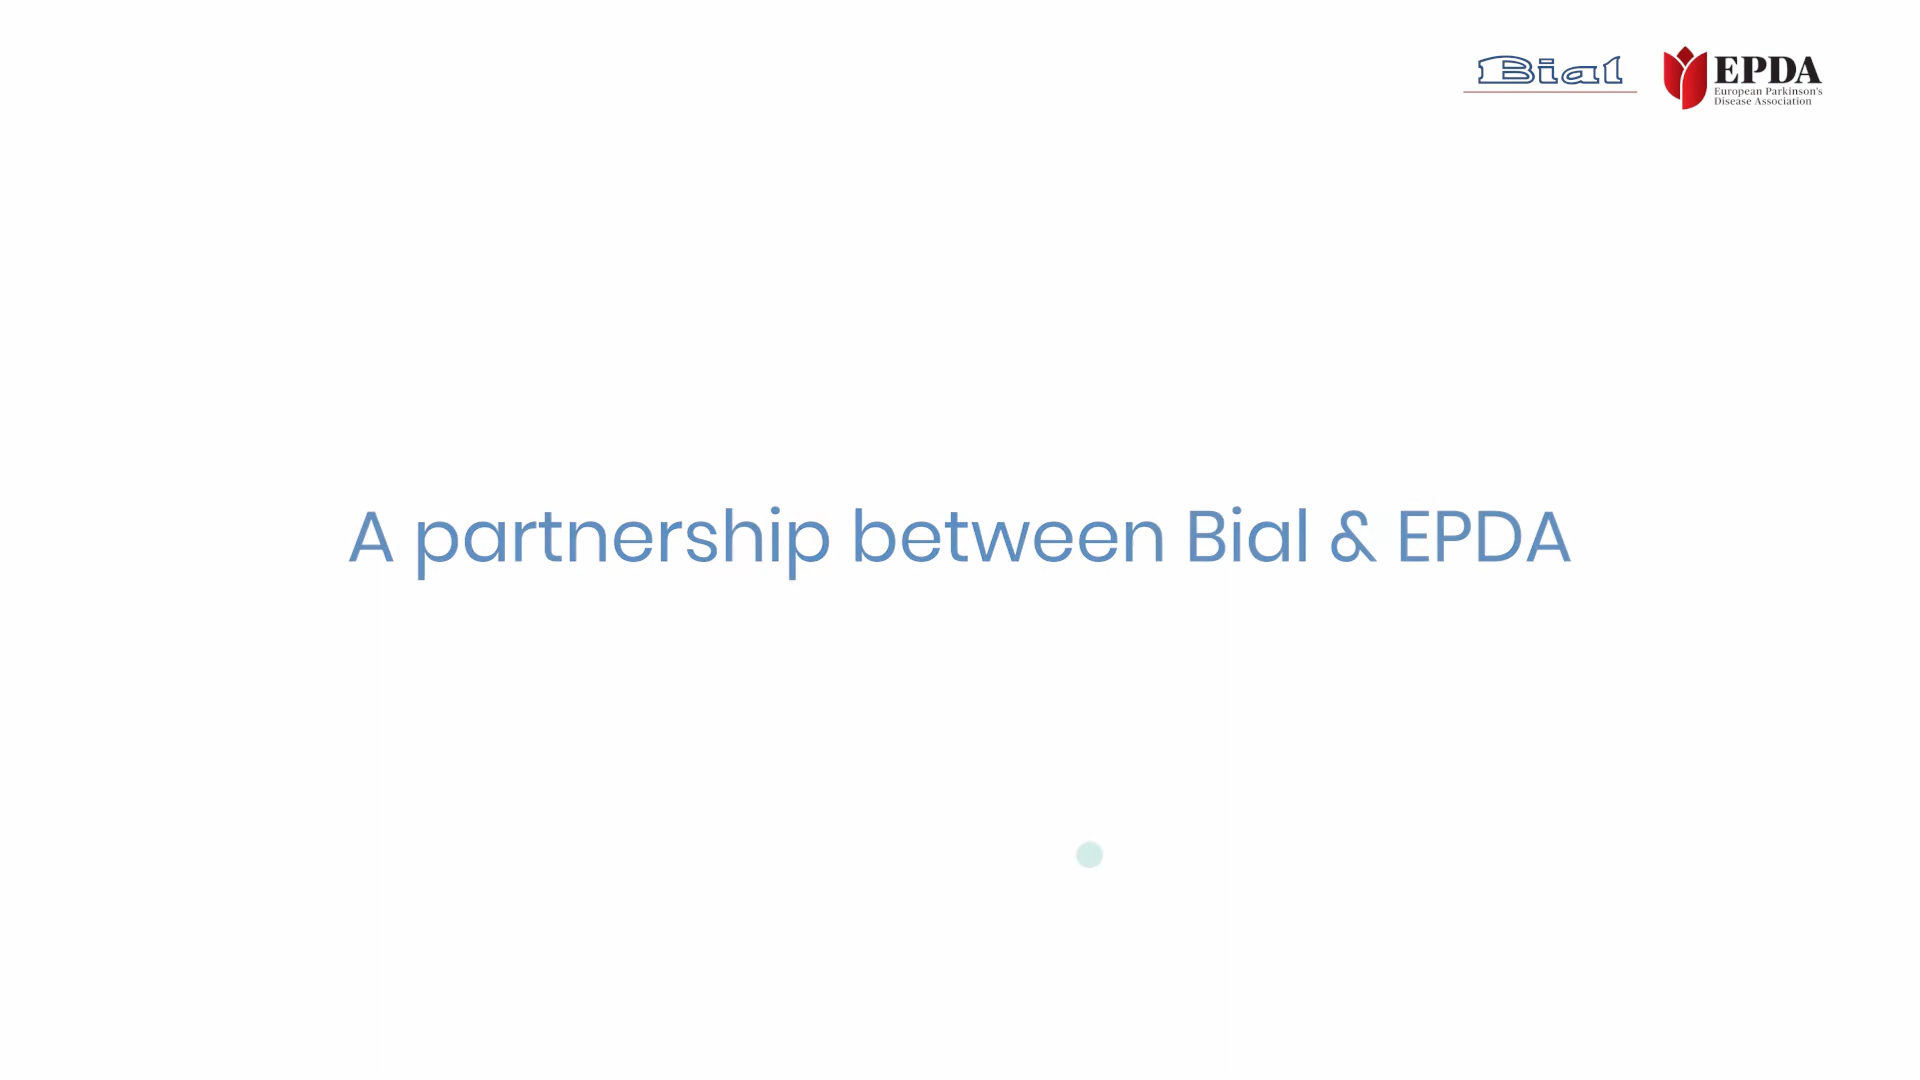 Bial
EPDA
European Parkinson's
Disease Association
A partnership between Bial & EPDA